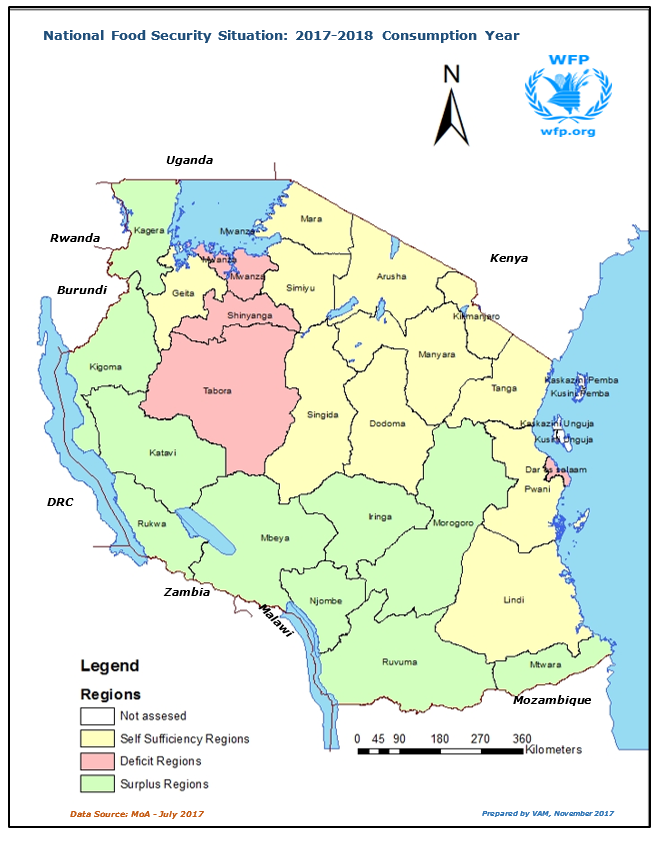 National Food Security Situation: 2017-2018 Consumption Year
WFP
wfp.org
N
Uganda
Rwanda
Burundi
Kenya
DRC
Zambia
Malawi
Mozambique
Kagera
Mwanza
Mara
Mwanza
Mwanza
Arusha
Simiyu
Geita
Shinyanga
Kilimanjaro
Manyara
Kigoma
Tabora
Tanga
Kaskazini Pemba
Kusini Pemba
Singida
Dodoma
Kaskazini Unguja
Kusini Unguja
Katavi
Dar es salaam
Pwani
Rukwa
Mbeya
Iringa
Morogoro
Njombe
Lindi
Ruvuma
Mtwara
Legend
Regions
Not assesed
Self Sufficiency Regions
Deficit Regions
Surplus Regions
0 45 90 180 270 360
Kilometers
Data Source: MoA - July 2017
Prepared by VAM, November 2017